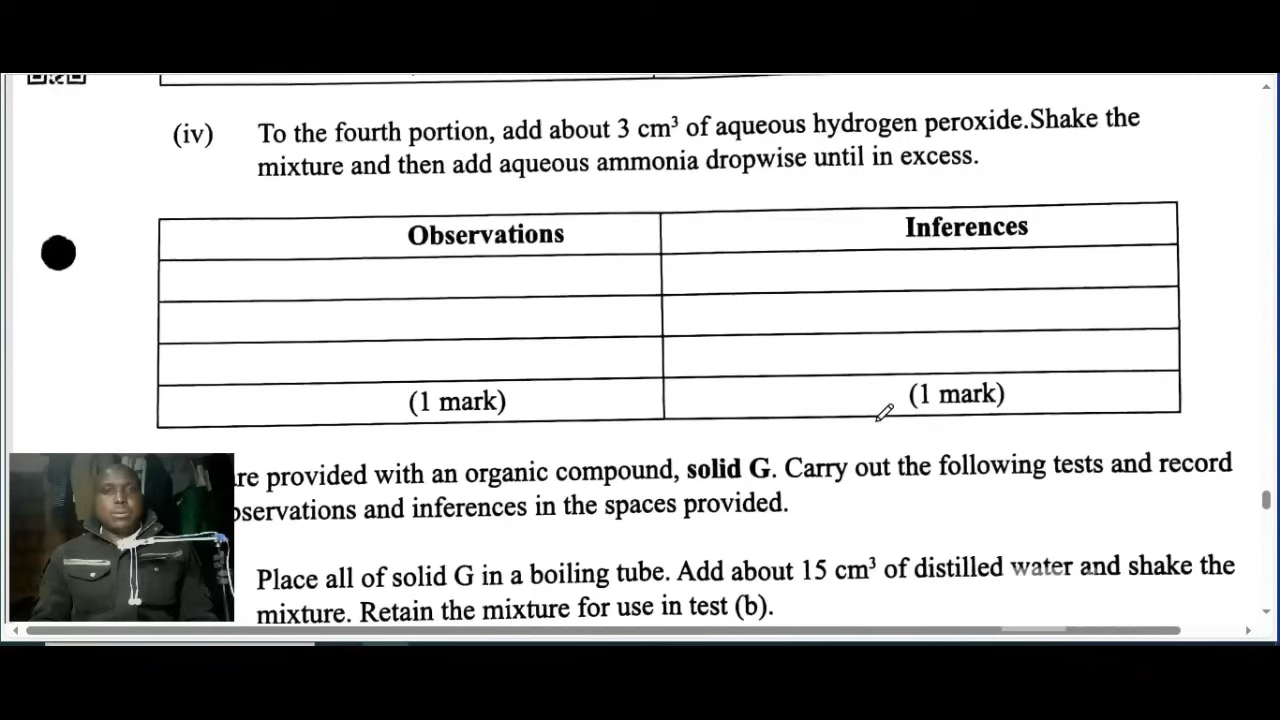 (iv) To the fourth portion, add about 3 cm³ of aqueous hydrogen peroxide.Shake the
mixture and then add aqueous ammonia dropwise until in excess.
Observations Inferences
(1 mark) (1 mark)
provided with an organic compound, solid G. Carry out the following tests and record
and inferences in the spaces provided.
Place all of solid G in a boiling tube. Add about 15 cm³ of distilled water and shake the
mixture. Retain the mixture for use in test (b).